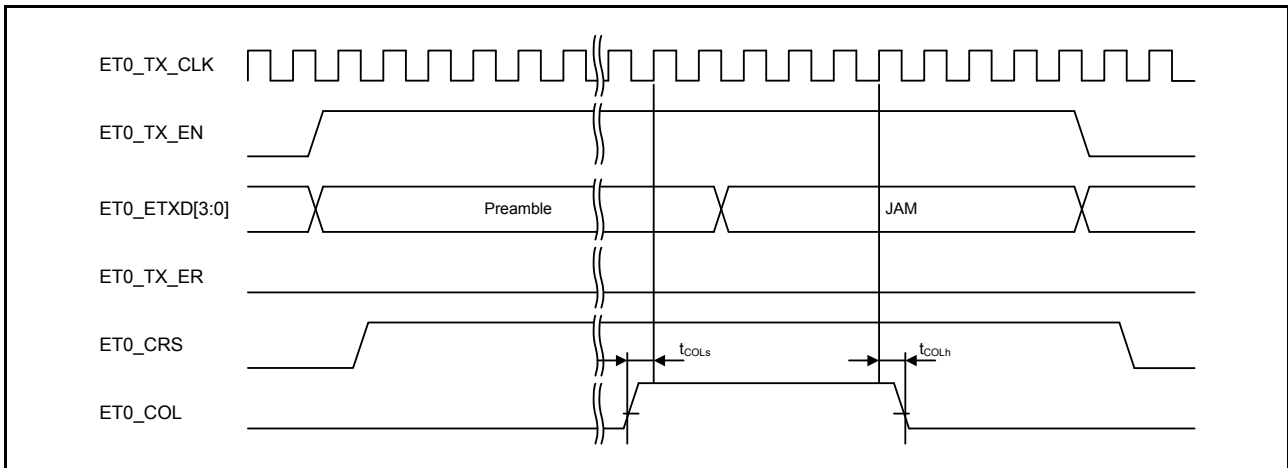 ET0_TX_CLK
ET0_TX_EN
ET0_ETXD[3:0]
Preamble
JAM
ET0_TX_ER
ET0_CRS
tCOLs
tCOLh
ET0_COL